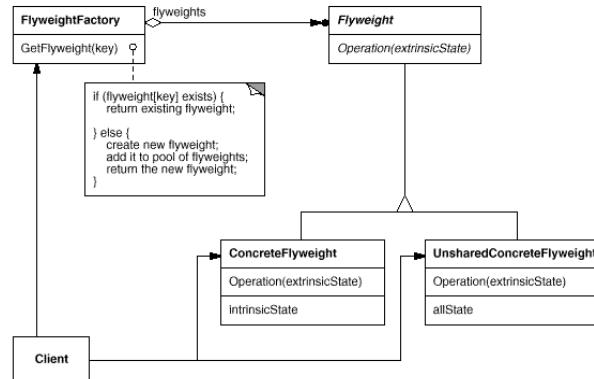 FlyweightFactory
GetFlyweight(key)
flyweights
Flyweight
Operation(extrinsicState)
if (flyweight[key] exists) {
return existing flyweight;
} else {
create new flyweight;
add it to pool of flyweights;
return the new flyweight;
}
ConcreteFlyweight
Operation(extrinsicState)
intrinsicState
UnsharedConcreteFlyweight
Operation(extrinsicState)
allState
Client